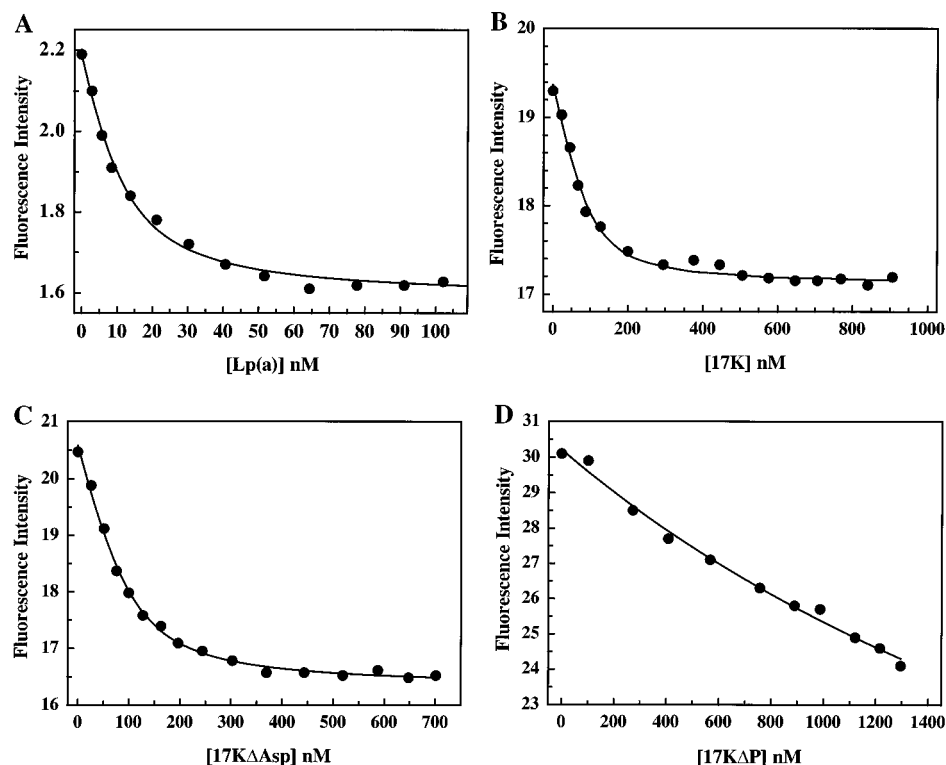 A
2.2
2.0
1.8
1.6
Fluorescence Intensity
0 10 20 30 40 50 60 70 80 90 100
[Lp(a)] nM
B
20
19
18
17
Fluorescence Intensity
0 200 400 600 800 1000
[17K] nM
C
21
20
19
18
17
16
Fluorescence Intensity
0 100 200 300 400 500 600 700
[17KΔAsp] nM
D
31
30
29
28
27
26
25
24
23
Fluorescence Intensity
0 200 400 600 800 1000 1200 1400
[17KΔP] nM